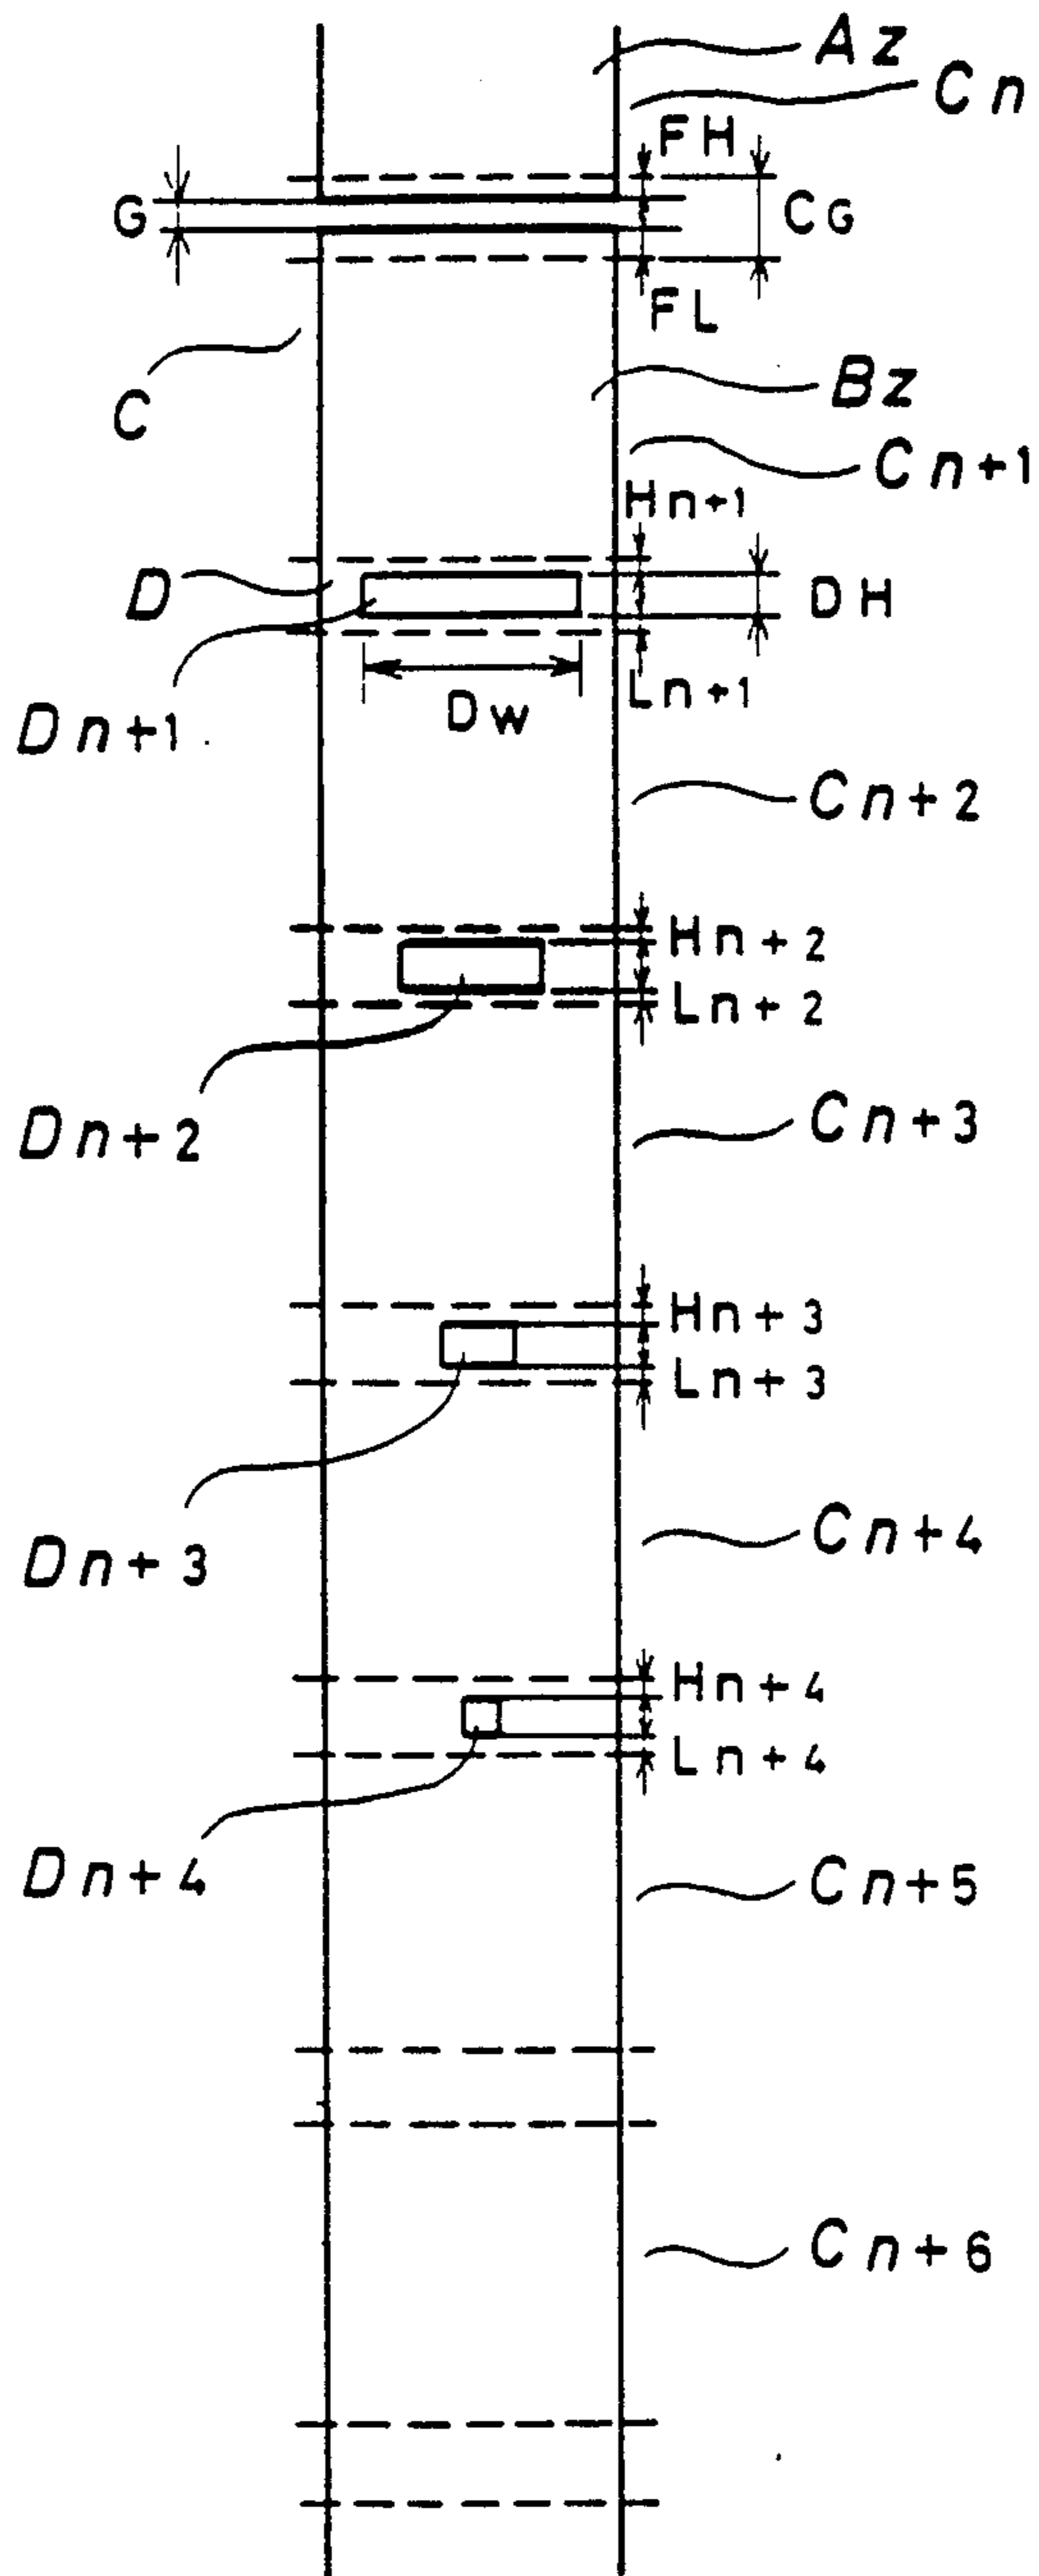 Az
Cn
FH
G
CG
FL
C
Bz
Cn+1
Hn+1
D
DH
Ln+1
Dn+1
Dw
Cn+2
Hn+2
Ln+2
Dn+2
Cn+3
Hn+3
Ln+3
Dn+3
Cn+4
Hn+4
Ln+4
Dn+4
Cn+5
Cn+6